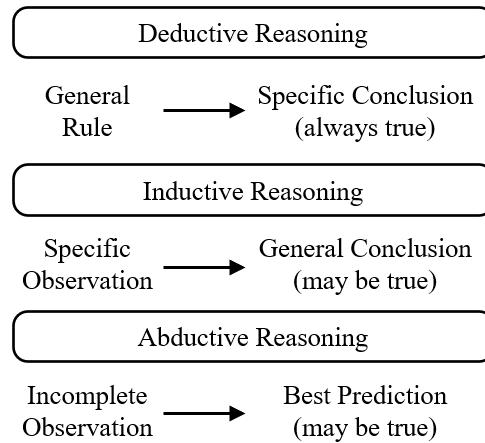 Deductive Reasoning
General Rule
Specific Conclusion
(always true)
Inductive Reasoning
Specific Observation
General Conclusion
(may be true)
Abductive Reasoning
Incomplete Observation
Best Prediction
(may be true)